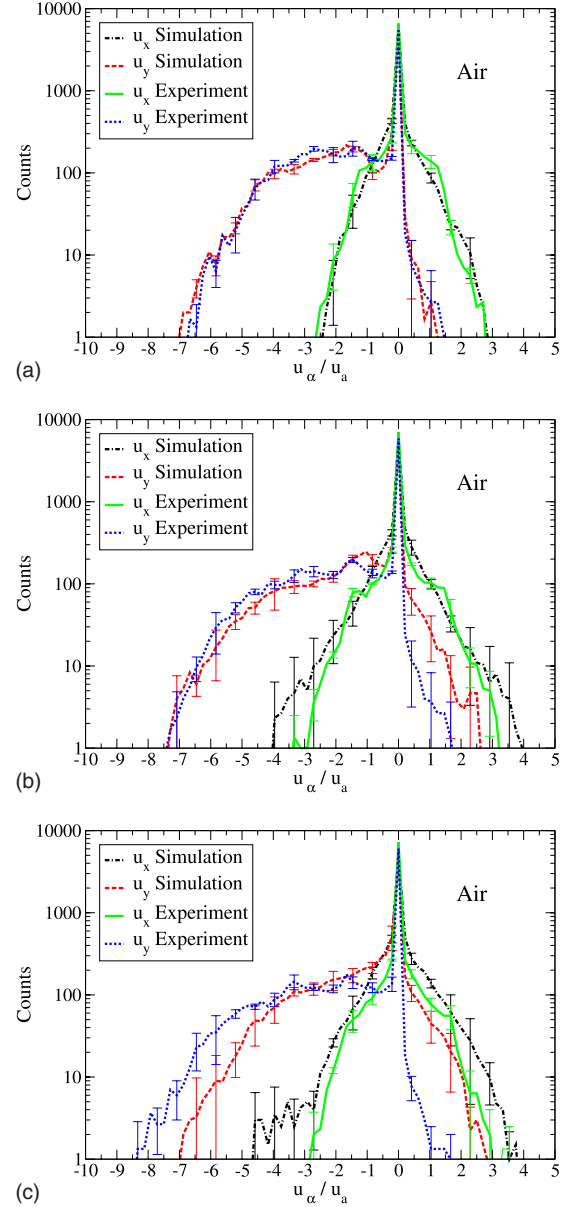 10000
1000
100
10
1
Counts
u_x Simulation
u_y Simulation
u_x Experiment
u_y Experiment
Air
-10 -9 -8 -7 -6 -5 -4 -3 -2 -1 0 1 2 3 4 5
u_α / u_a
(a)
10000
1000
100
10
1
Counts
u_x Simulation
u_y Simulation
u_x Experiment
u_y Experiment
Air
-10 -9 -8 -7 -6 -5 -4 -3 -2 -1 0 1 2 3 4 5
u_α / u_a
(b)
10000
1000
100
10
1
Counts
u_x Simulation
u_y Simulation
u_x Experiment
u_y Experiment
Air
-10 -9 -8 -7 -6 -5 -4 -3 -2 -1 0 1 2 3 4 5
u_α / u_a
(c)